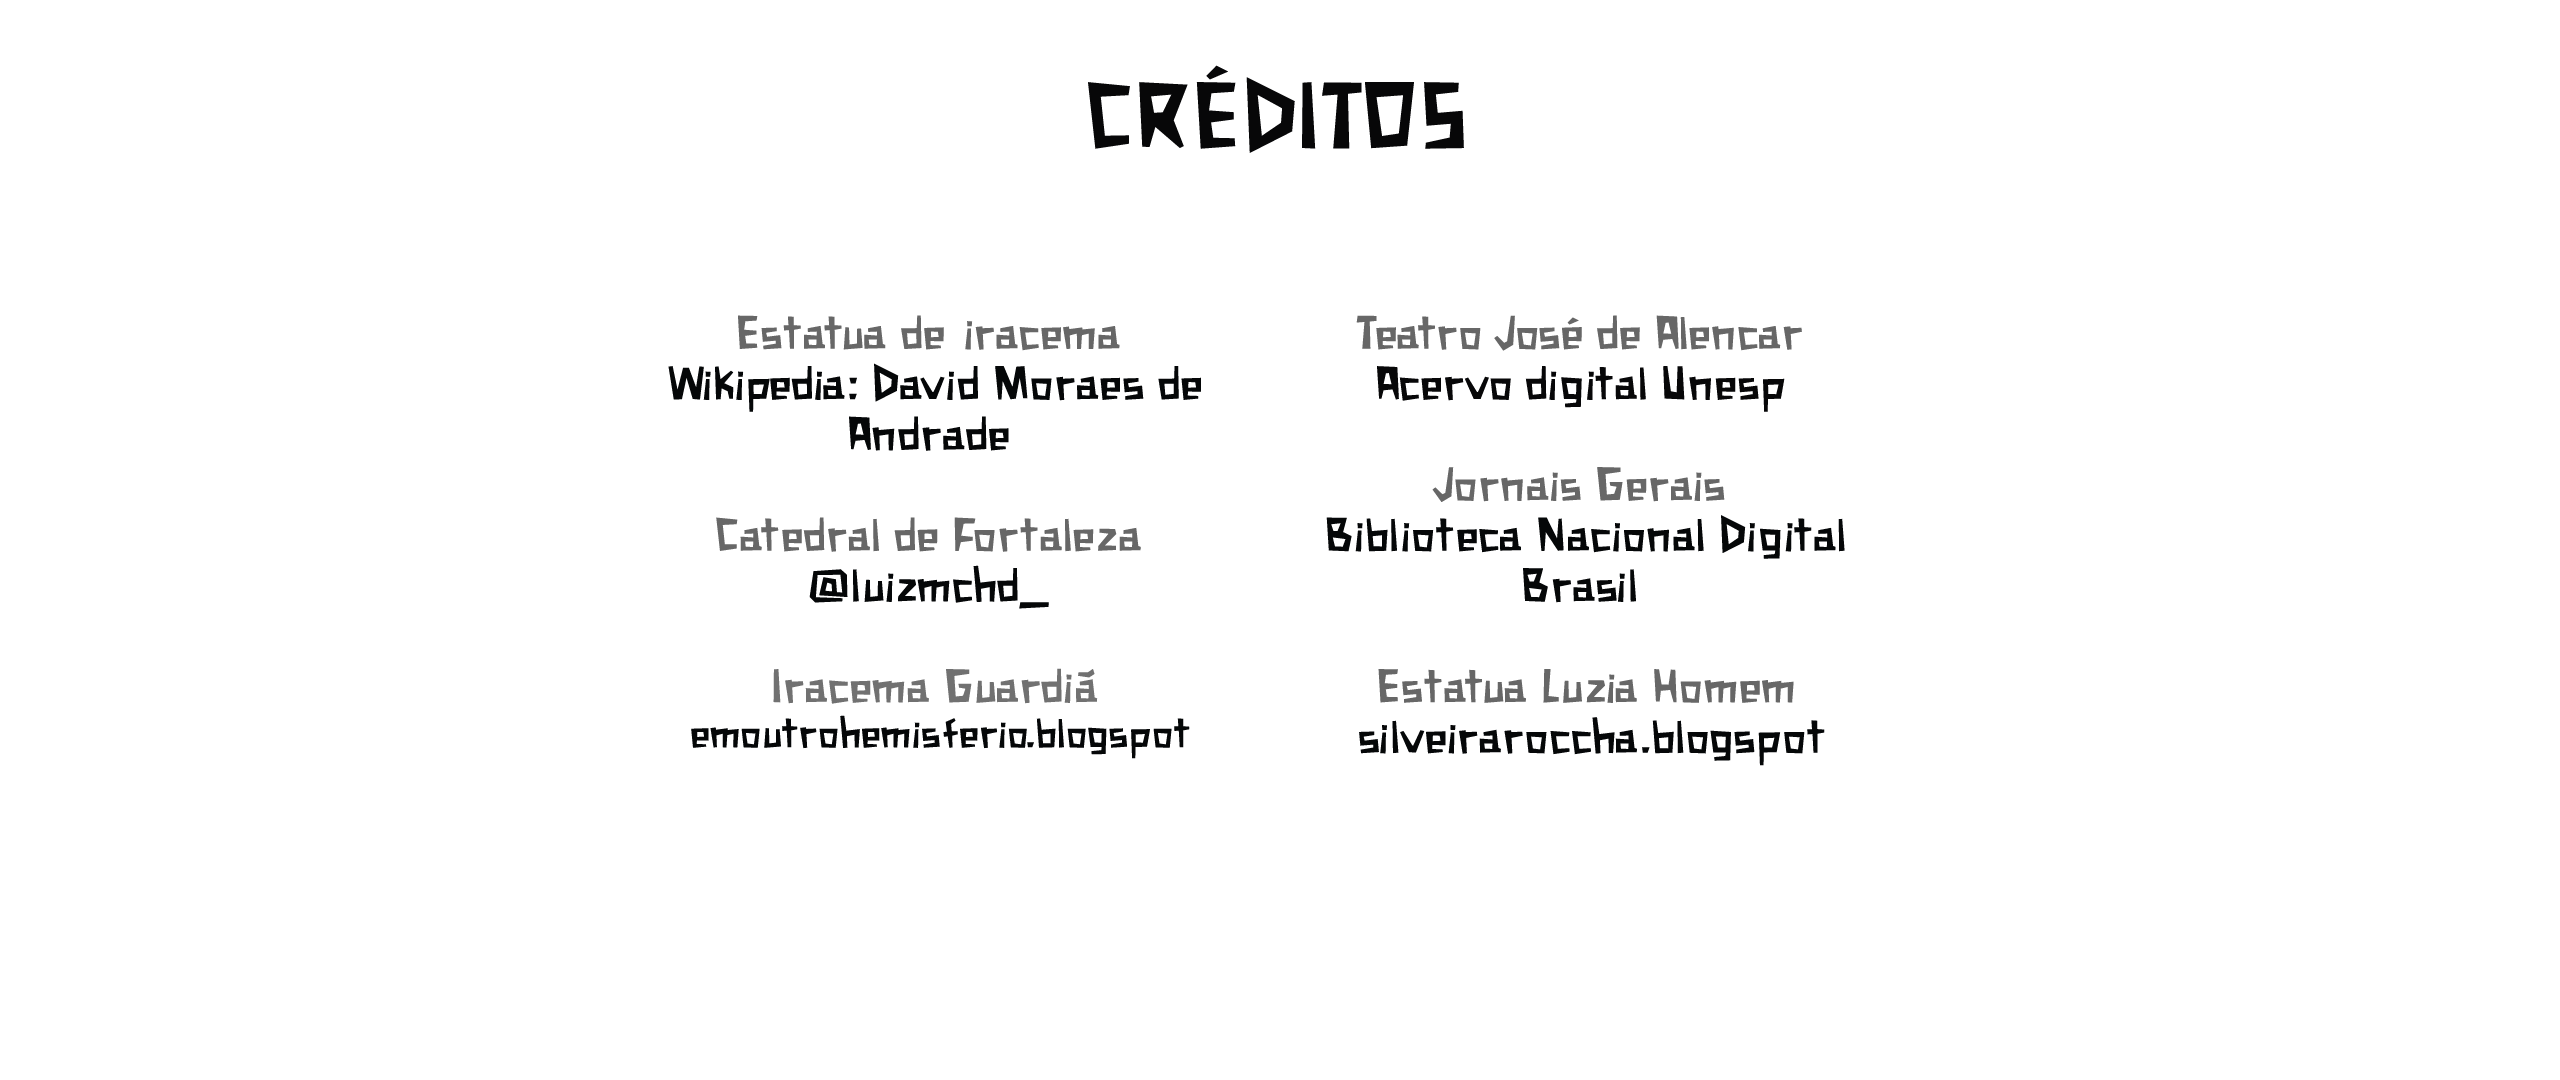 CRÉDITOS
Estatua de iracema
Wikipedia: David Moraes de
Andrade
Catedral de Fortaleza
@luizmchd_
Iracema Guardiã
emoutrohemisferio.blogspot
Teatro José de Alencar
Acervo digital Unesp
Jornais Gerais
Biblioteca Nacional Digital
Brasil
Estatua Luzia Homem
silveiraroccha.blogspot